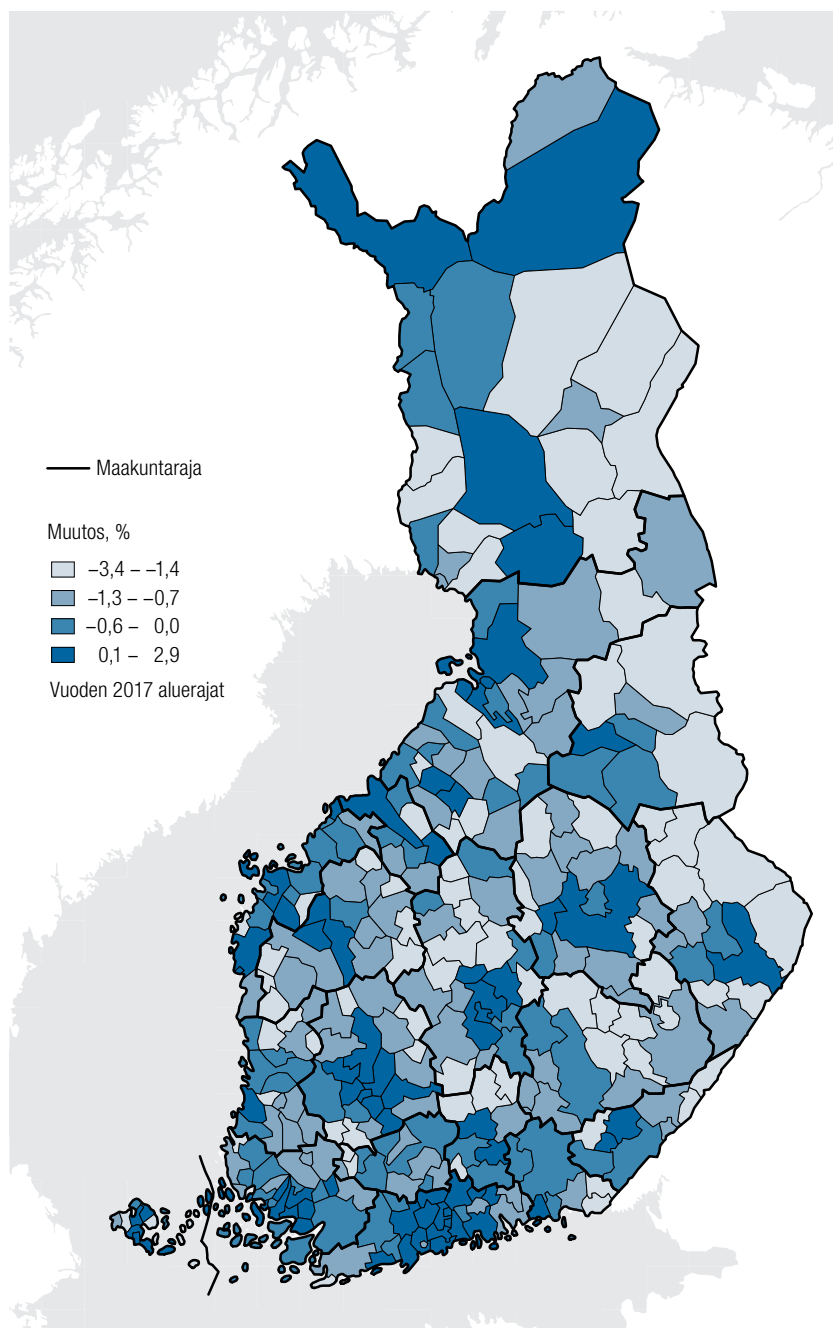 Maakuntaraja
Muutos, %
–3,4 – –1,4
–1,3 – –0,7
–0,6 – 0,0
0,1 – 2,9
Vuoden 2017 aluerajat